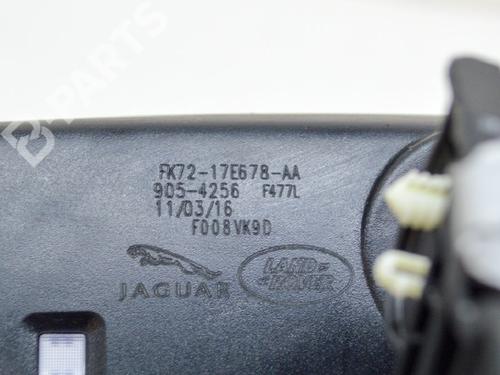 B PARTS
FK72-17E678-AA
905-4256 F477L
11/03/16
F008VK9D
JAGUAR
LAND ROVER